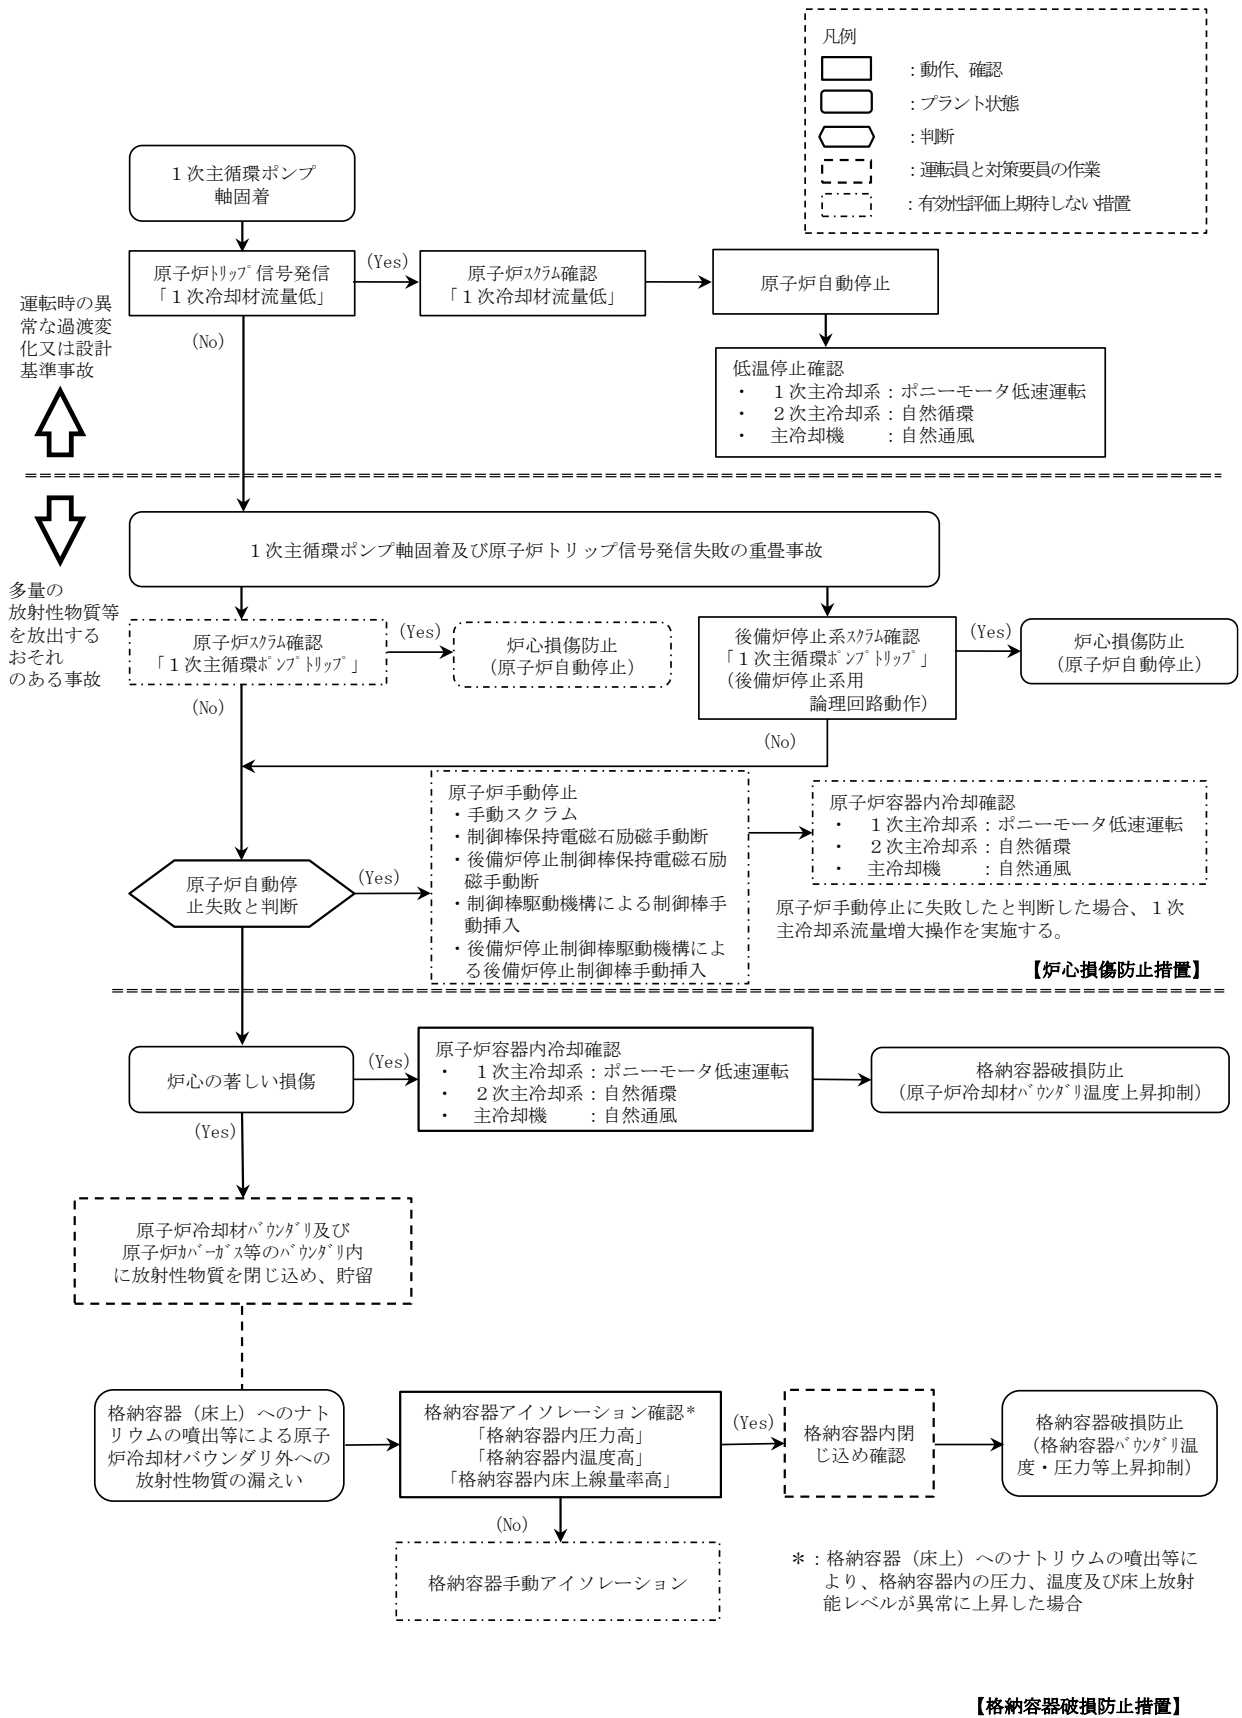 凡例
：動作、確認
：プラント状態
：判断
：運転員と対策要員の作業
：有効性評価上期待しない措置
１次主循環ポンプ
軸固着
原子炉ﾄﾘｯﾌﾟ信号発信
「１次冷却材流量低」
(Yes)
原子炉ｽｸﾗﾑ確認
「１次冷却材流量低」
原子炉自動停止
(No)
運転時の異
常な過渡変
化又は設計
基準事故
低温停止確認
・　１次主冷却系：ポニーモータ低速運転
・　２次主冷却系：自然循環
・　主冷却機　　：自然通風
多量の
放射性物質等
を放出する
おそれ
のある事故
１次主循環ポンプ軸固着及び原子炉トリップ信号発信失敗の重畳事故
原子炉ｽｸﾗﾑ確認
「１次主循環ﾎﾟﾝﾌﾟﾄﾘｯﾌﾟ」
(Yes)
炉心損傷防止
（原子炉自動停止）
後備炉停止系ｽｸﾗﾑ確認
「１次主循環ﾎﾟﾝﾌﾟﾄﾘｯﾌﾟ」
（後備炉停止系用
論理回路動作）
(Yes)
炉心損傷防止
（原子炉自動停止）
(No)
(No)
原子炉自動停
止失敗と判断
(Yes)
原子炉手動停止
・手動スクラム
・制御棒保持電磁石励磁手動断
・後備炉停止制御棒保持電磁石励
磁手動断
・制御棒駆動機構による制御棒手
動挿入
・後備炉停止制御棒駆動機構によ
る後備炉停止制御棒手動挿入
原子炉容器内冷却確認
・　１次主冷却系：ポニーモータ低速運転
・　２次主冷却系：自然循環
・　主冷却機　　：自然通風
原子炉手動停止に失敗したと判断した場合、１次
主冷却系流量増大操作を実施する。
【炉心損傷防止措置】
炉心の著しい損傷
(Yes)
原子炉容器内冷却確認
・　１次主冷却系：ポニーモータ低速運転
・　２次主冷却系：自然循環
・　主冷却機　　：自然通風
格納容器破損防止
（原子炉冷却材ﾊﾞｳﾝﾀﾞﾘ温度上昇抑制）
(Yes)
原子炉冷却材ﾊﾞｳﾝﾀﾞﾘ及び
原子炉ｶﾊﾞｰｶﾞｽ等のﾊﾞｳﾝﾀﾞﾘ内
に放射性物質を閉じ込め、貯留
格納容器（床上）へのナト
リウムの噴出等による原子
炉冷却材バウンダリ外への
放射性物質の漏えい
格納容器アイソレーション確認*
「格納容器内圧力高」
「格納容器内温度高」
「格納容器内床上線量率高」
(Yes)
格納容器内閉
じ込め確認
格納容器破損防止
（格納容器ﾊﾞｳﾝﾀﾞﾘ温
度・圧力等上昇抑制）
(No)
格納容器手動アイソレーション
＊：格納容器（床上）へのナトリウムの噴出等に
より、格納容器内の圧力、温度及び床上放射
能レベルが異常に上昇した場合
【格納容器破損防止措置】